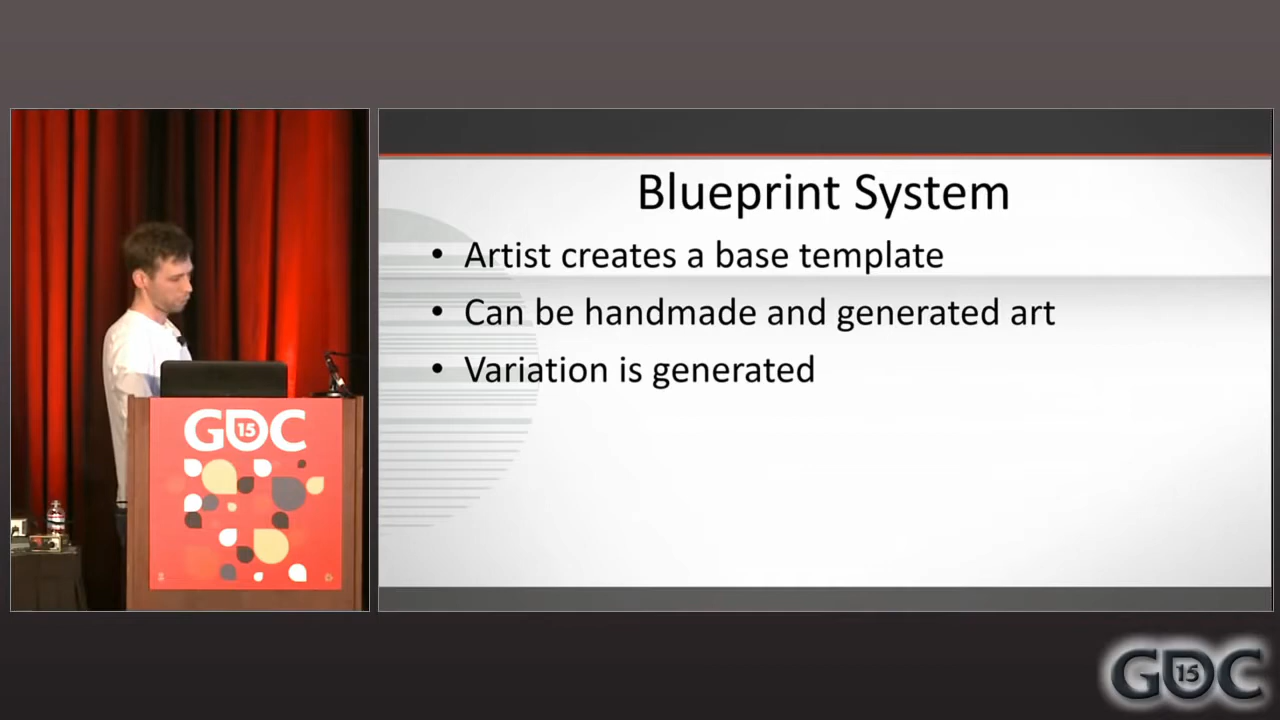 Blueprint System
• Artist creates a base template
• Can be handmade and generated art
• Variation is generated
GDC 15
GDC 15